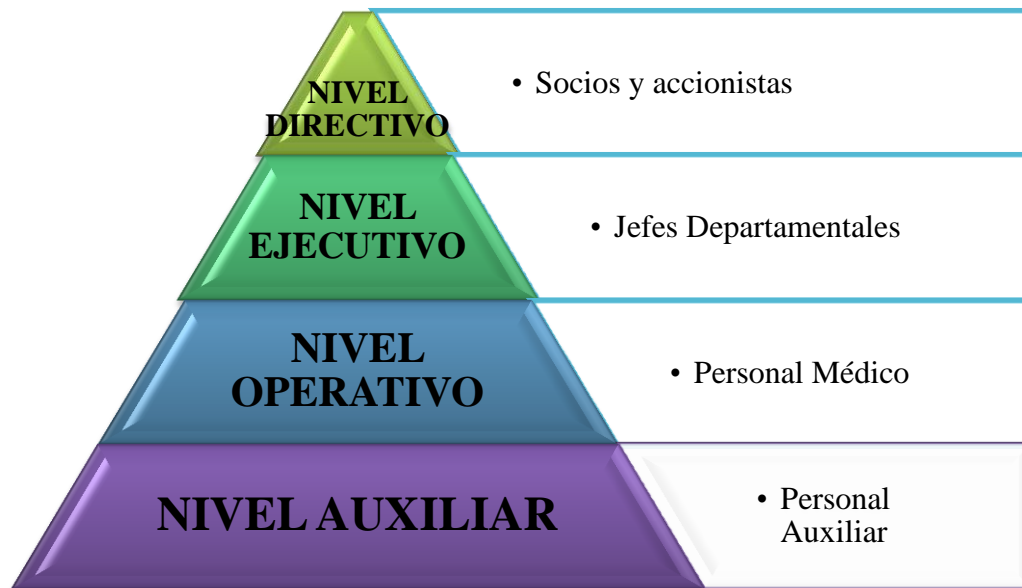 NIVEL
DIRECTIVO
• Socios y accionistas
NIVEL
EJECUTIVO
• Jefes Departamentales
NIVEL
OPERATIVO
• Personal Médico
NIVEL AUXILIAR
• Personal
Auxiliar